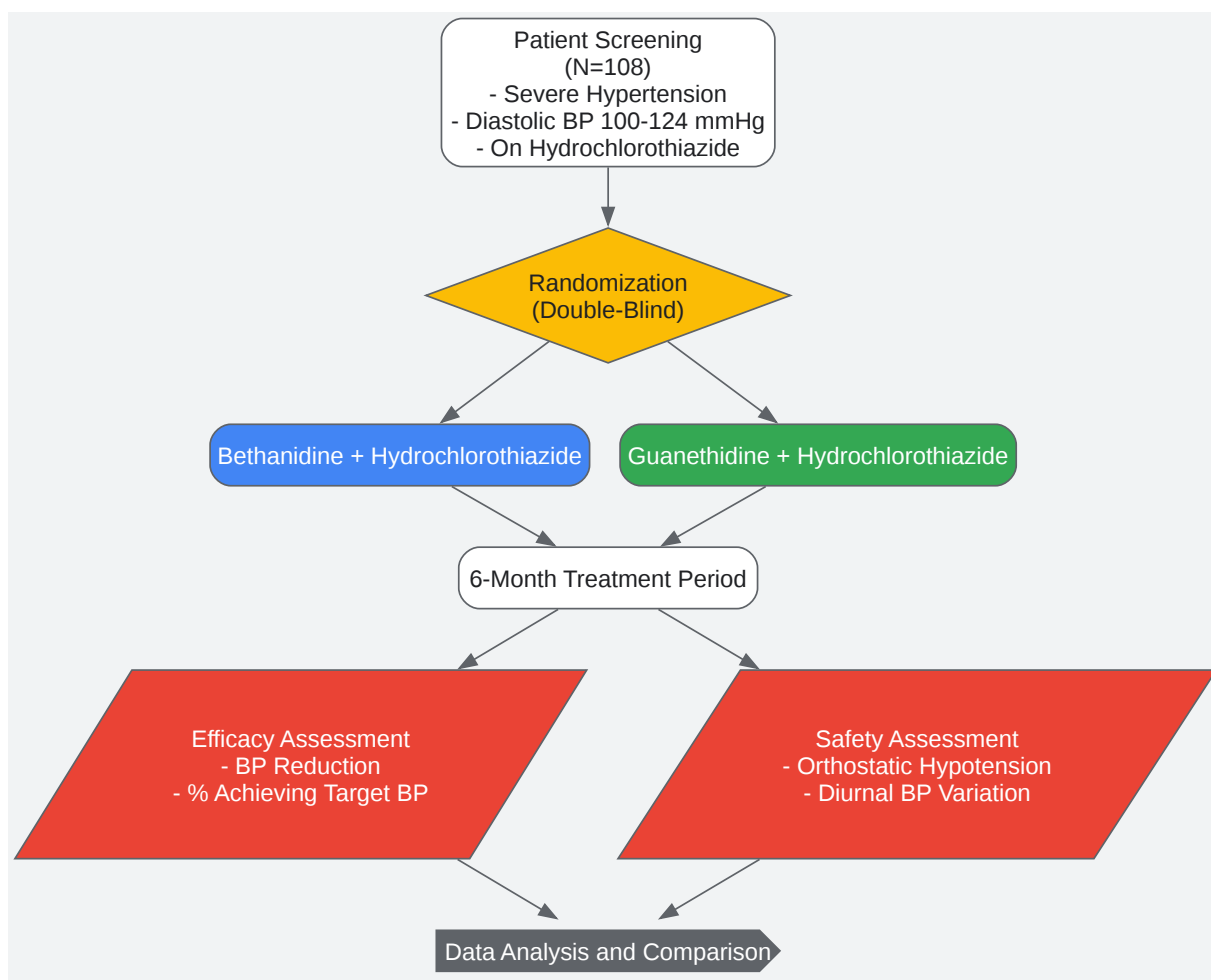 Patient Screening
(N=108)
- Severe Hypertension
- Diastolic BP 100-124 mmHg
- On Hydrochlorothiazide
Randomization
(Double-Blind)
Bethanidine + Hydrochlorothiazide
Guanethidine + Hydrochlorothiazide
6-Month Treatment Period
Efficacy Assessment
- BP Reduction
- % Achieving Target BP
Safety Assessment
- Orthostatic Hypotension
- Diurnal BP Variation
Data Analysis and Comparison